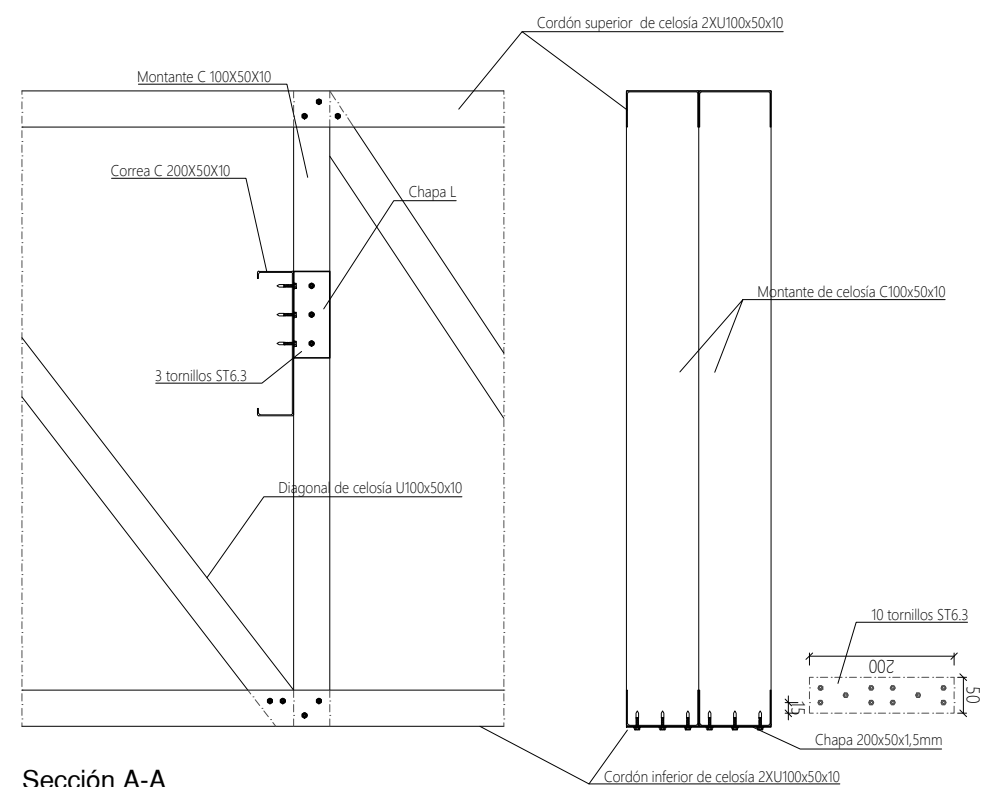 Cordón superior de celosía 2XU100x50x10
Montante C 100X50X10
Correa C 200X50X10
Chapa L
3 tornillos ST6.3
Diagonal de celosía U100x50x10
Montante de celosía C100x50x10
10 tornillos ST6.3
200
50
15
Chapa 200x50x1,5mm
Cordón inferior de celosía 2XU100x50x10
Sección A-A